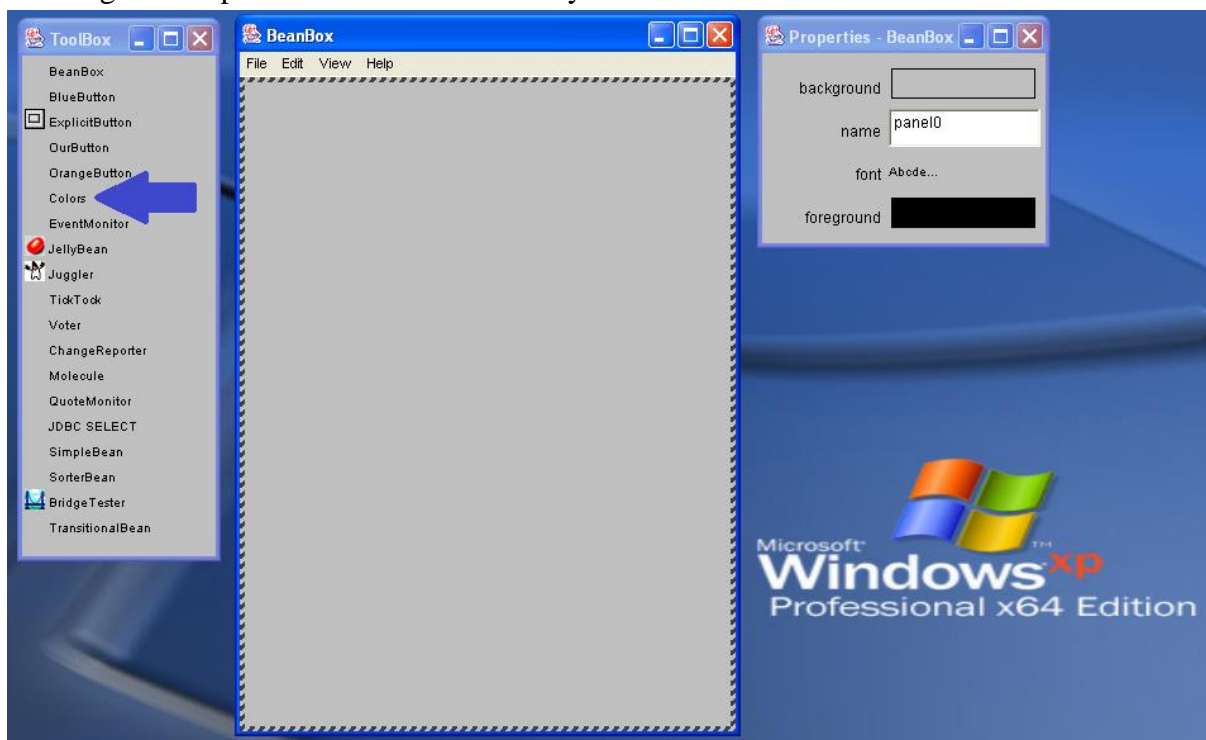 ToolBox
BeanBox
BlueButton
ExplicitButton
OurButton
OrangeButton
Colors
EventMonitor
JellyBean
Juggler
TickTock
Voter
ChangeReporter
Molecule
QuoteMonitor
JDBC SELECT
SimpleBean
SorterBean
BridgeTester
TransitionalBean
BeanBox
File Edit View Help
Properties - BeanBox
background
name panel0
font Abcde...
foreground
Microsoft
Windows xp TM
Professional x64 Edition